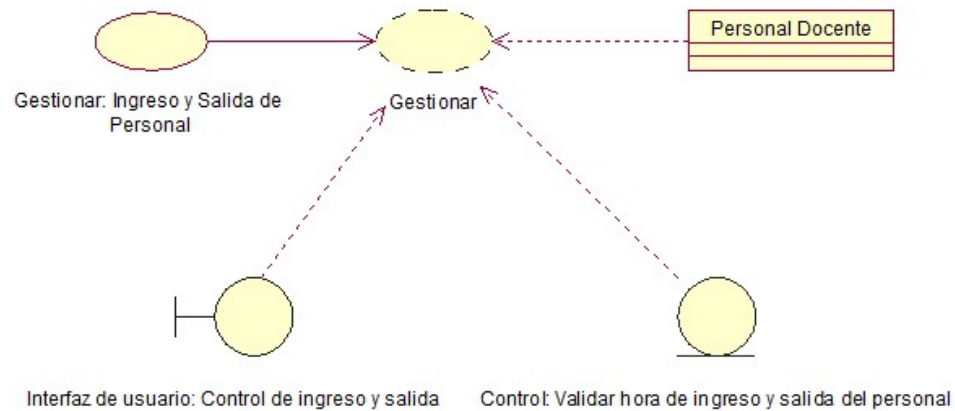 Personal Docente
Gestionar: Ingreso y Salida de
Personal
Gestionar
Interfaz de usuario: Control de ingreso y salida
Control: Validar hora de ingreso y salida del personal